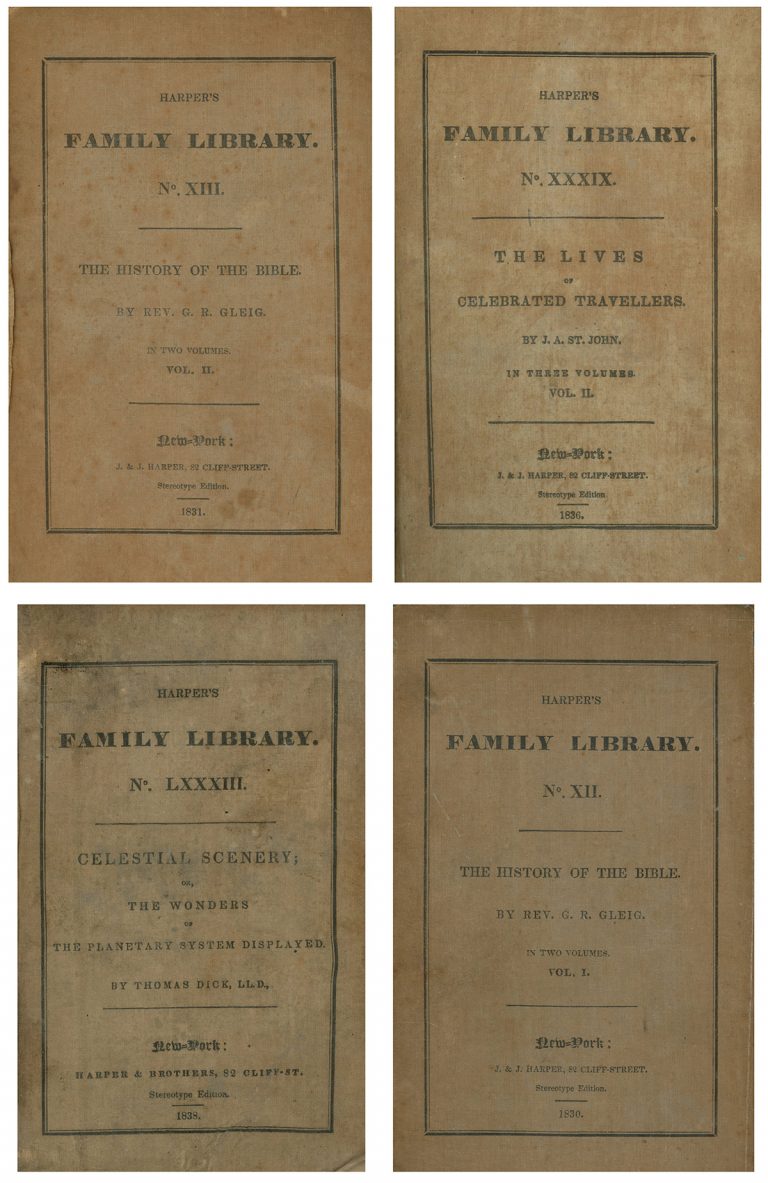 HARPER'S
FAMILY LIBRARY.
Nº. XIII.
THE HISTORY OF THE BIBLE.
BY REV. G. R. GLEIG.
IN TWO VOLUMES.
VOL. II.
New=York:
J. & J. HARPER, 82 CLIFF-STREET.
Stereotype Edition.
1831.
HARPER'S
FAMILY LIBRARY.
Nº. XXXIX.
THE LIVES
OF
CELEBRATED TRAVELLERS.
BY J. A. ST. JOHN.
IN THREE VOLUMES.
VOL. II.
New=York:
J. & J. HARPER, 82 CLIFF-STREET.
Stereotype Edition
1836.
HARPER'S
FAMILY LIBRARY.
Nº. LXXXIII.
CELESTIAL SCENERY;
OR,
THE WONDERS
OF
THE PLANETARY SYSTEM DISPLAYED.
BY THOMAS DICK, LL.D.,
New=York:
HARPER & BROTHERS, 82 CLIFF-ST.
Stereotype Edition.
1838.
HARPER'S
FAMILY LIBRARY.
Nº. XII.
THE HISTORY OF THE BIBLE.
BY REV. G. R. GLEIG.
IN TWO VOLUMES.
VOL. I.
New=York:
J. & J. HARPER, 82 CLIFF-STREET.
Stereotype Edition.
1830.